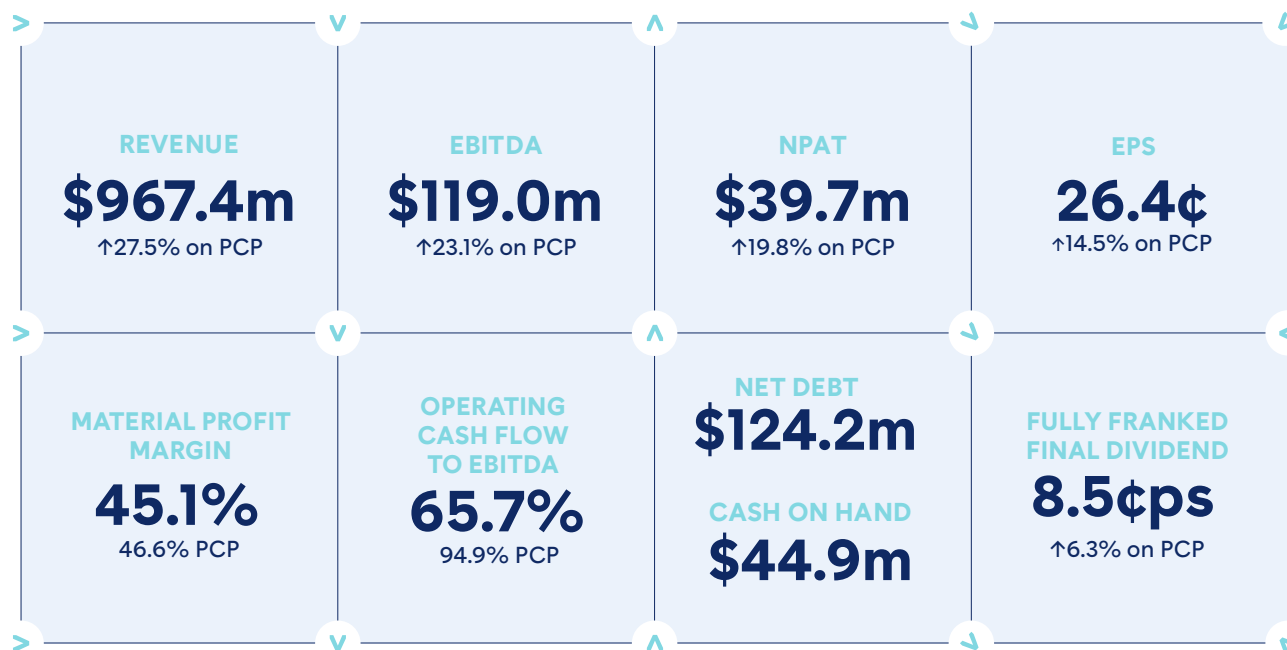 REVENUE
$967.4m
↑27.5% on PCP
EBITDA
$119.0m
↑23.1% on PCP
NPAT
$39.7m
↑19.8% on PCP
EPS
26.4¢
↑14.5% on PCP
MATERIAL PROFIT
MARGIN
45.1%
46.6% PCP
OPERATING
CASH FLOW
TO EBITDA
65.7%
94.9% PCP
NET DEBT
$124.2m
CASH ON HAND
$44.9m
FULLY FRANKED
FINAL DIVIDEND
8.5¢ps
↑6.3% on PCP